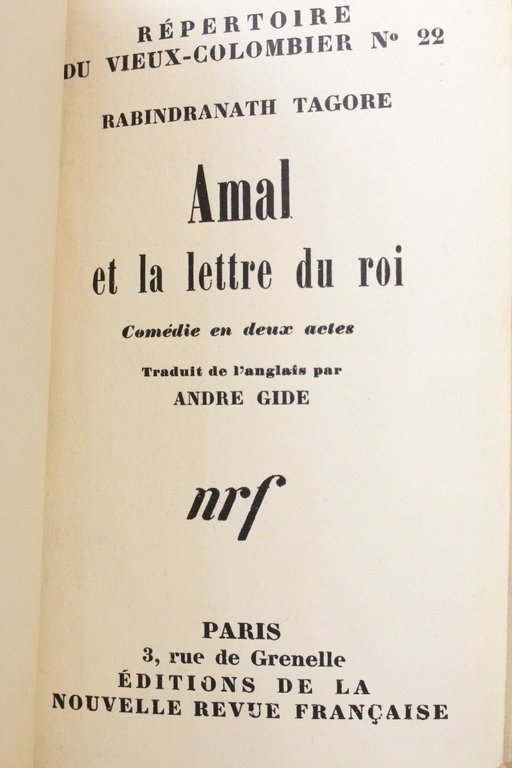 RÉPERTOIRE
DU VIEUX-COLOMBIER Nº 22
RABINDRANATH TAGORE
Amal
et la lettre du roi
Comédie en deux actes
Traduit de l'anglais par
ANDRE GIDE
nrf
PARIS
3, rue de Grenelle
ÉDITIONS DE LA
NOUVELLE REVUE FRANÇAISE